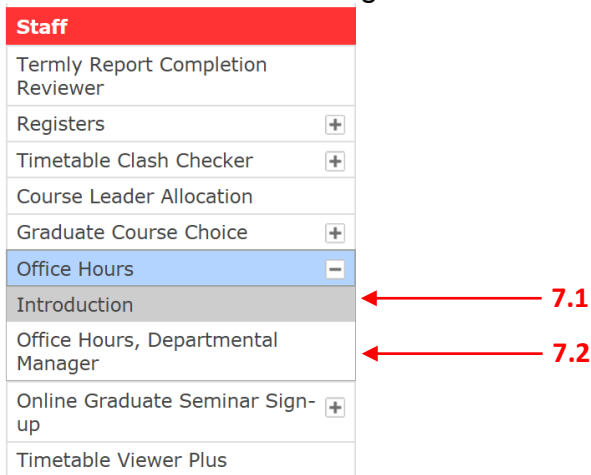 Staff
Termly Report Completion
Reviewer
Registers
Timetable Clash Checker
Course Leader Allocation
Graduate Course Choice
Office Hours
Introduction
7.1
Office Hours, Departmental
Manager
7.2
Online Graduate Seminar Sign-
up
Timetable Viewer Plus